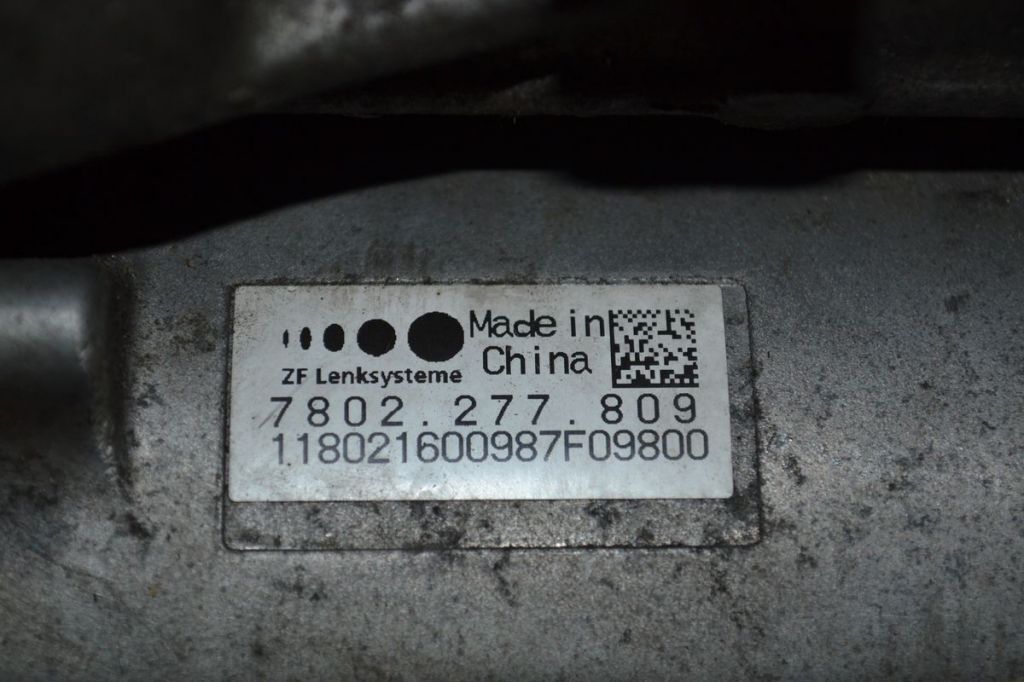 Made in
China
ZF Lenksysteme
7802.277.809
118021600987F09800